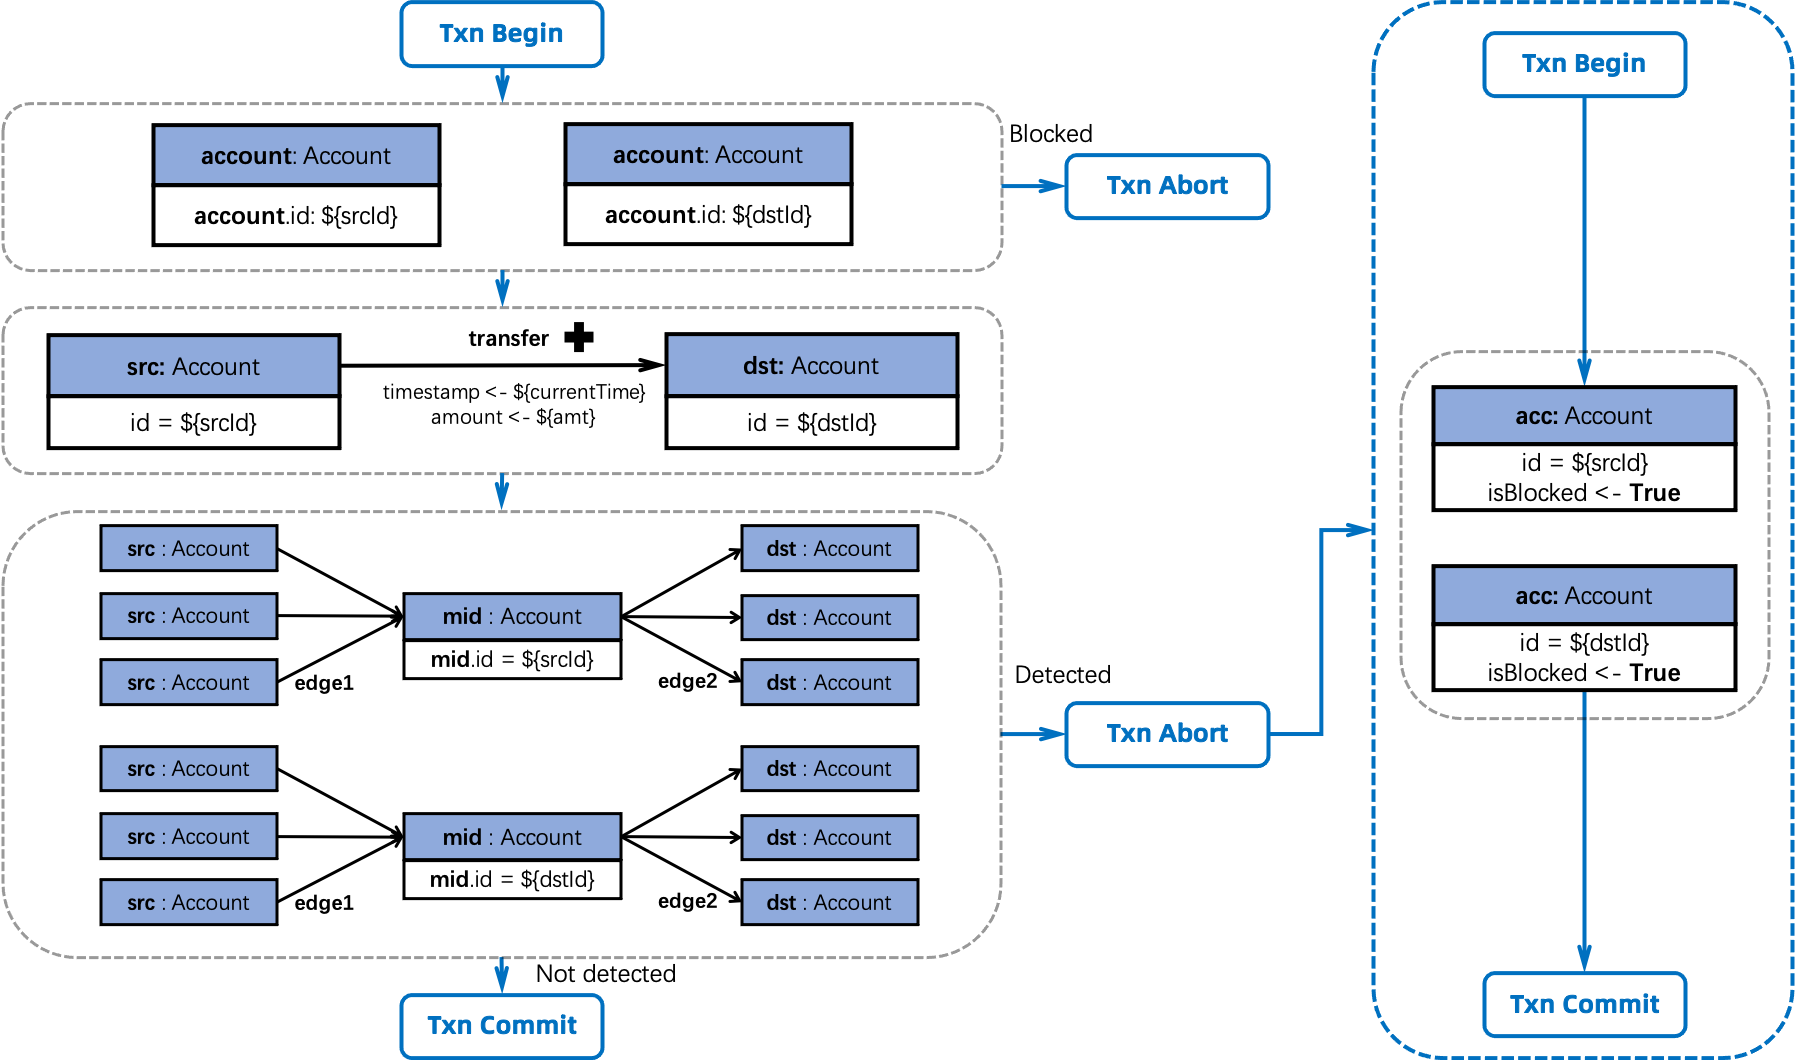 Txn Begin
account: Account
account.id: ${srcId}
account: Account
account.id: ${dstId}
Blocked
Txn Abort
transfer
src: Account
id = ${srcId}
timestamp <- ${currentTime}
amount <- ${amt}
dst: Account
id = ${dstId}
src : Account
src : Account
src : Account
edge1
mid : Account
mid.id = ${srcId}
edge2
dst : Account
dst : Account
dst : Account
src : Account
src : Account
src : Account
edge1
mid : Account
mid.id = ${dstId}
edge2
dst : Account
dst : Account
dst : Account
Not detected
Txn Commit
Detected
Txn Abort
Txn Begin
acc: Account
id = ${srcId}
isBlocked <- True
acc: Account
id = ${dstId}
isBlocked <- True
Txn Commit